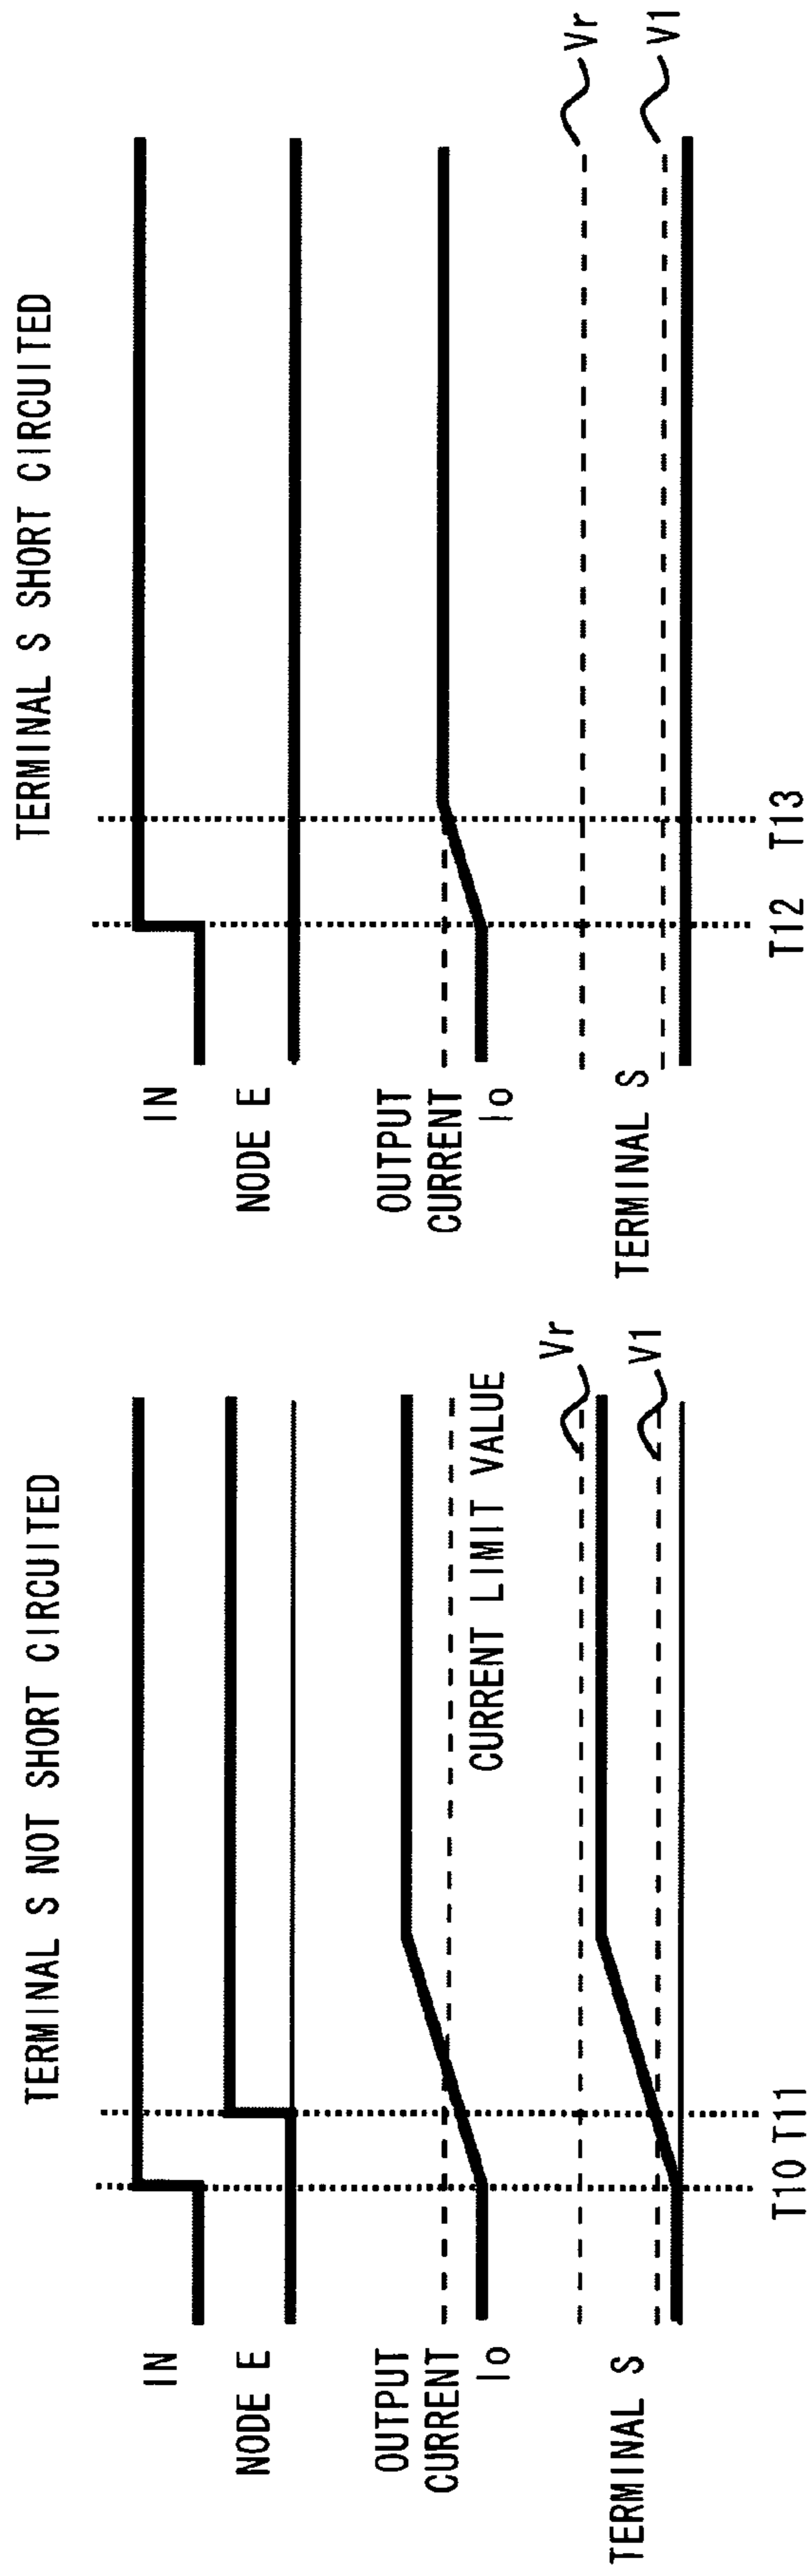 TERMINAL S NOT SHORT CIRCUITED
IN
NODE E
OUTPUT
CURRENT
Io
CURRENT LIMIT VALUE
TERMINAL S
Vr
V1
T10
T11
TERMINAL S SHORT CIRCUITED
IN
NODE E
OUTPUT
CURRENT
Io
TERMINAL S
Vr
V1
T12
T13